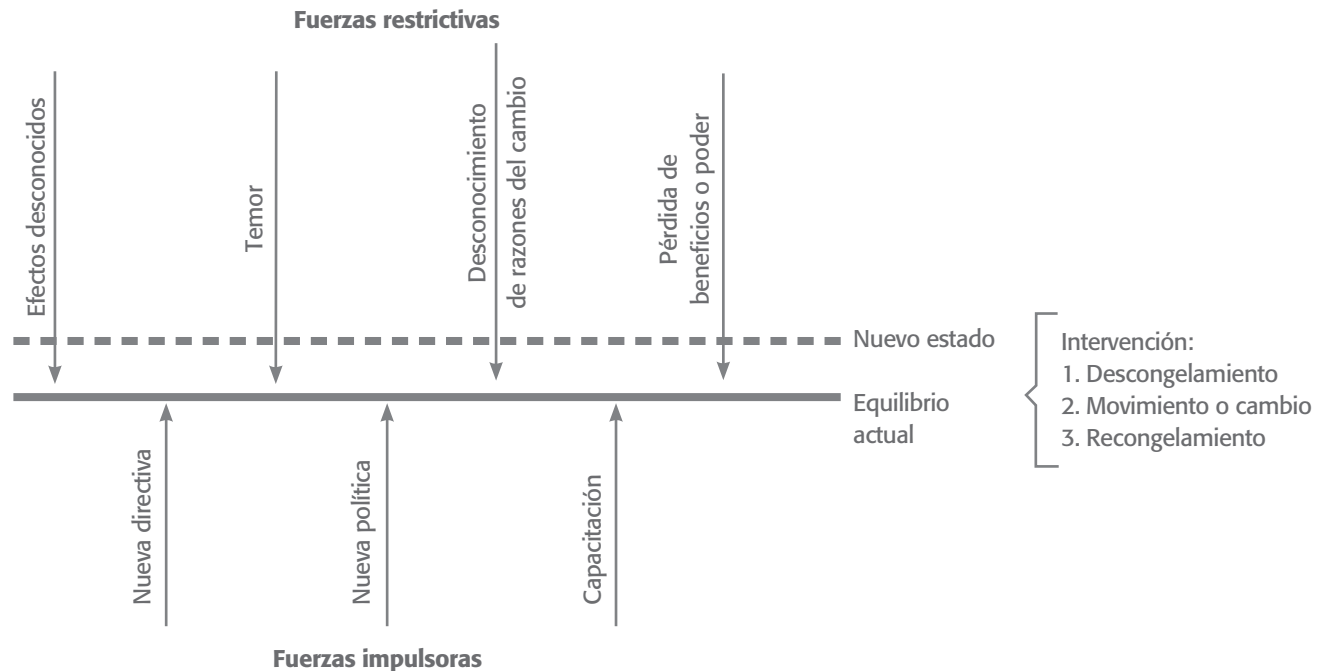 Fuerzas restrictivas
Efectos desconocidos
Temor
Desconocimiento
de razones del cambio
Pérdida de
beneficios o poder
Nuevo estado
Equilibrio
actual
Intervención:
1. Descongelamiento
2. Movimiento o cambio
3. Recongelamiento
Nueva directiva
Nueva política
Capacitación
Fuerzas impulsoras